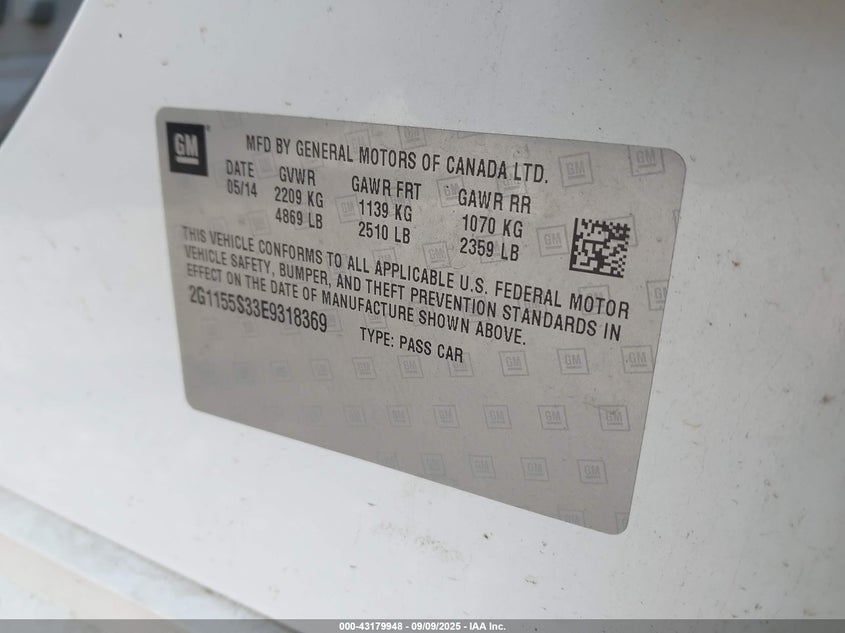 GM
MFD BY GENERAL MOTORS OF CANADA LTD.
DATE GVWR GAWR FRT GAWR RR
05/14 2209 KG 1139 KG 1070 KG
4869 LB 2510 LB 2359 LB
THIS VEHICLE CONFORMS TO ALL APPLICABLE U.S. FEDERAL MOTOR
VEHICLE SAFETY, BUMPER, AND THEFT PREVENTION STANDARDS IN
EFFECT ON THE DATE OF MANUFACTURE SHOWN ABOVE.
2G1155S33E9318369 TYPE: PASS CAR
000-43179948 - 09/09/2025 - IAA Inc.